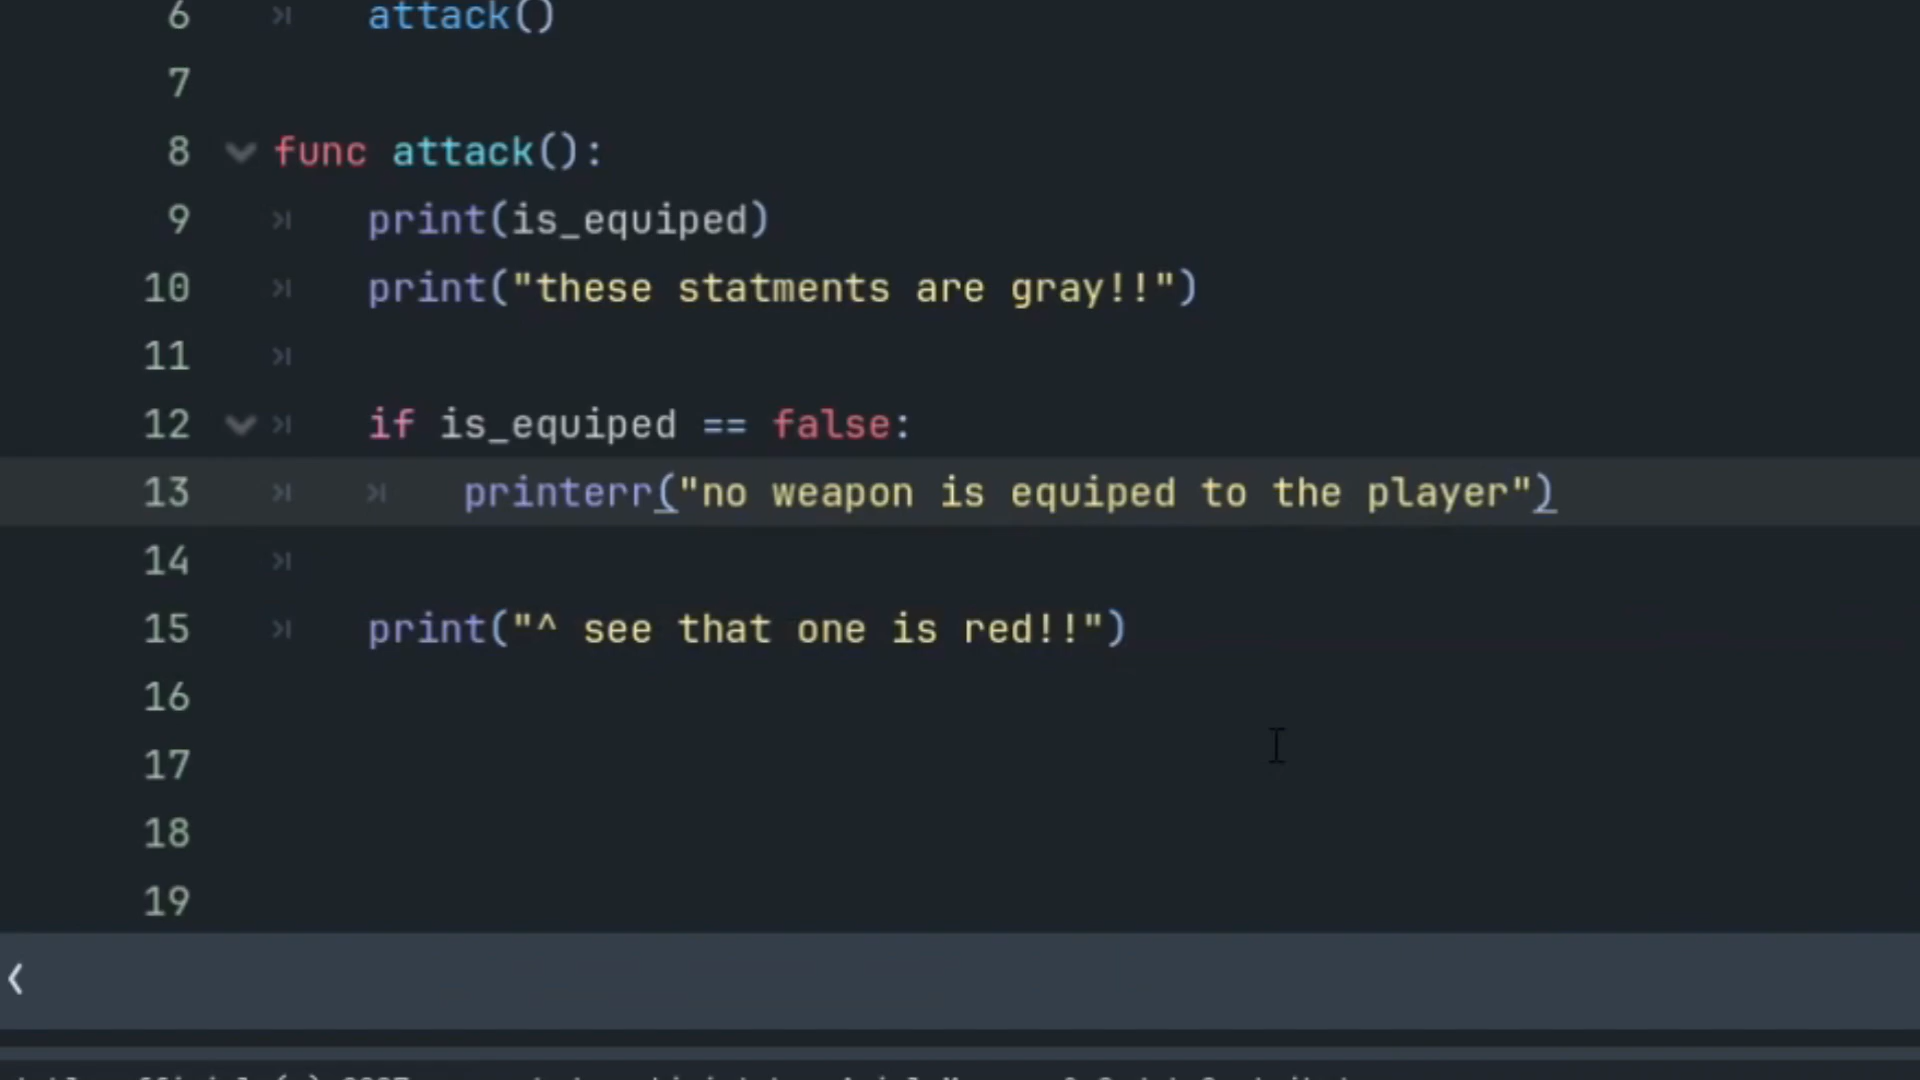 6 attack()
7
8 func attack():
9 print(is_equiped)
10 print("these statments are gray!!")
11
12 if is_equiped == false:
13 printerr("no weapon is equiped to the player")
14
15 print("^ see that one is red!!")
16
17
18
19